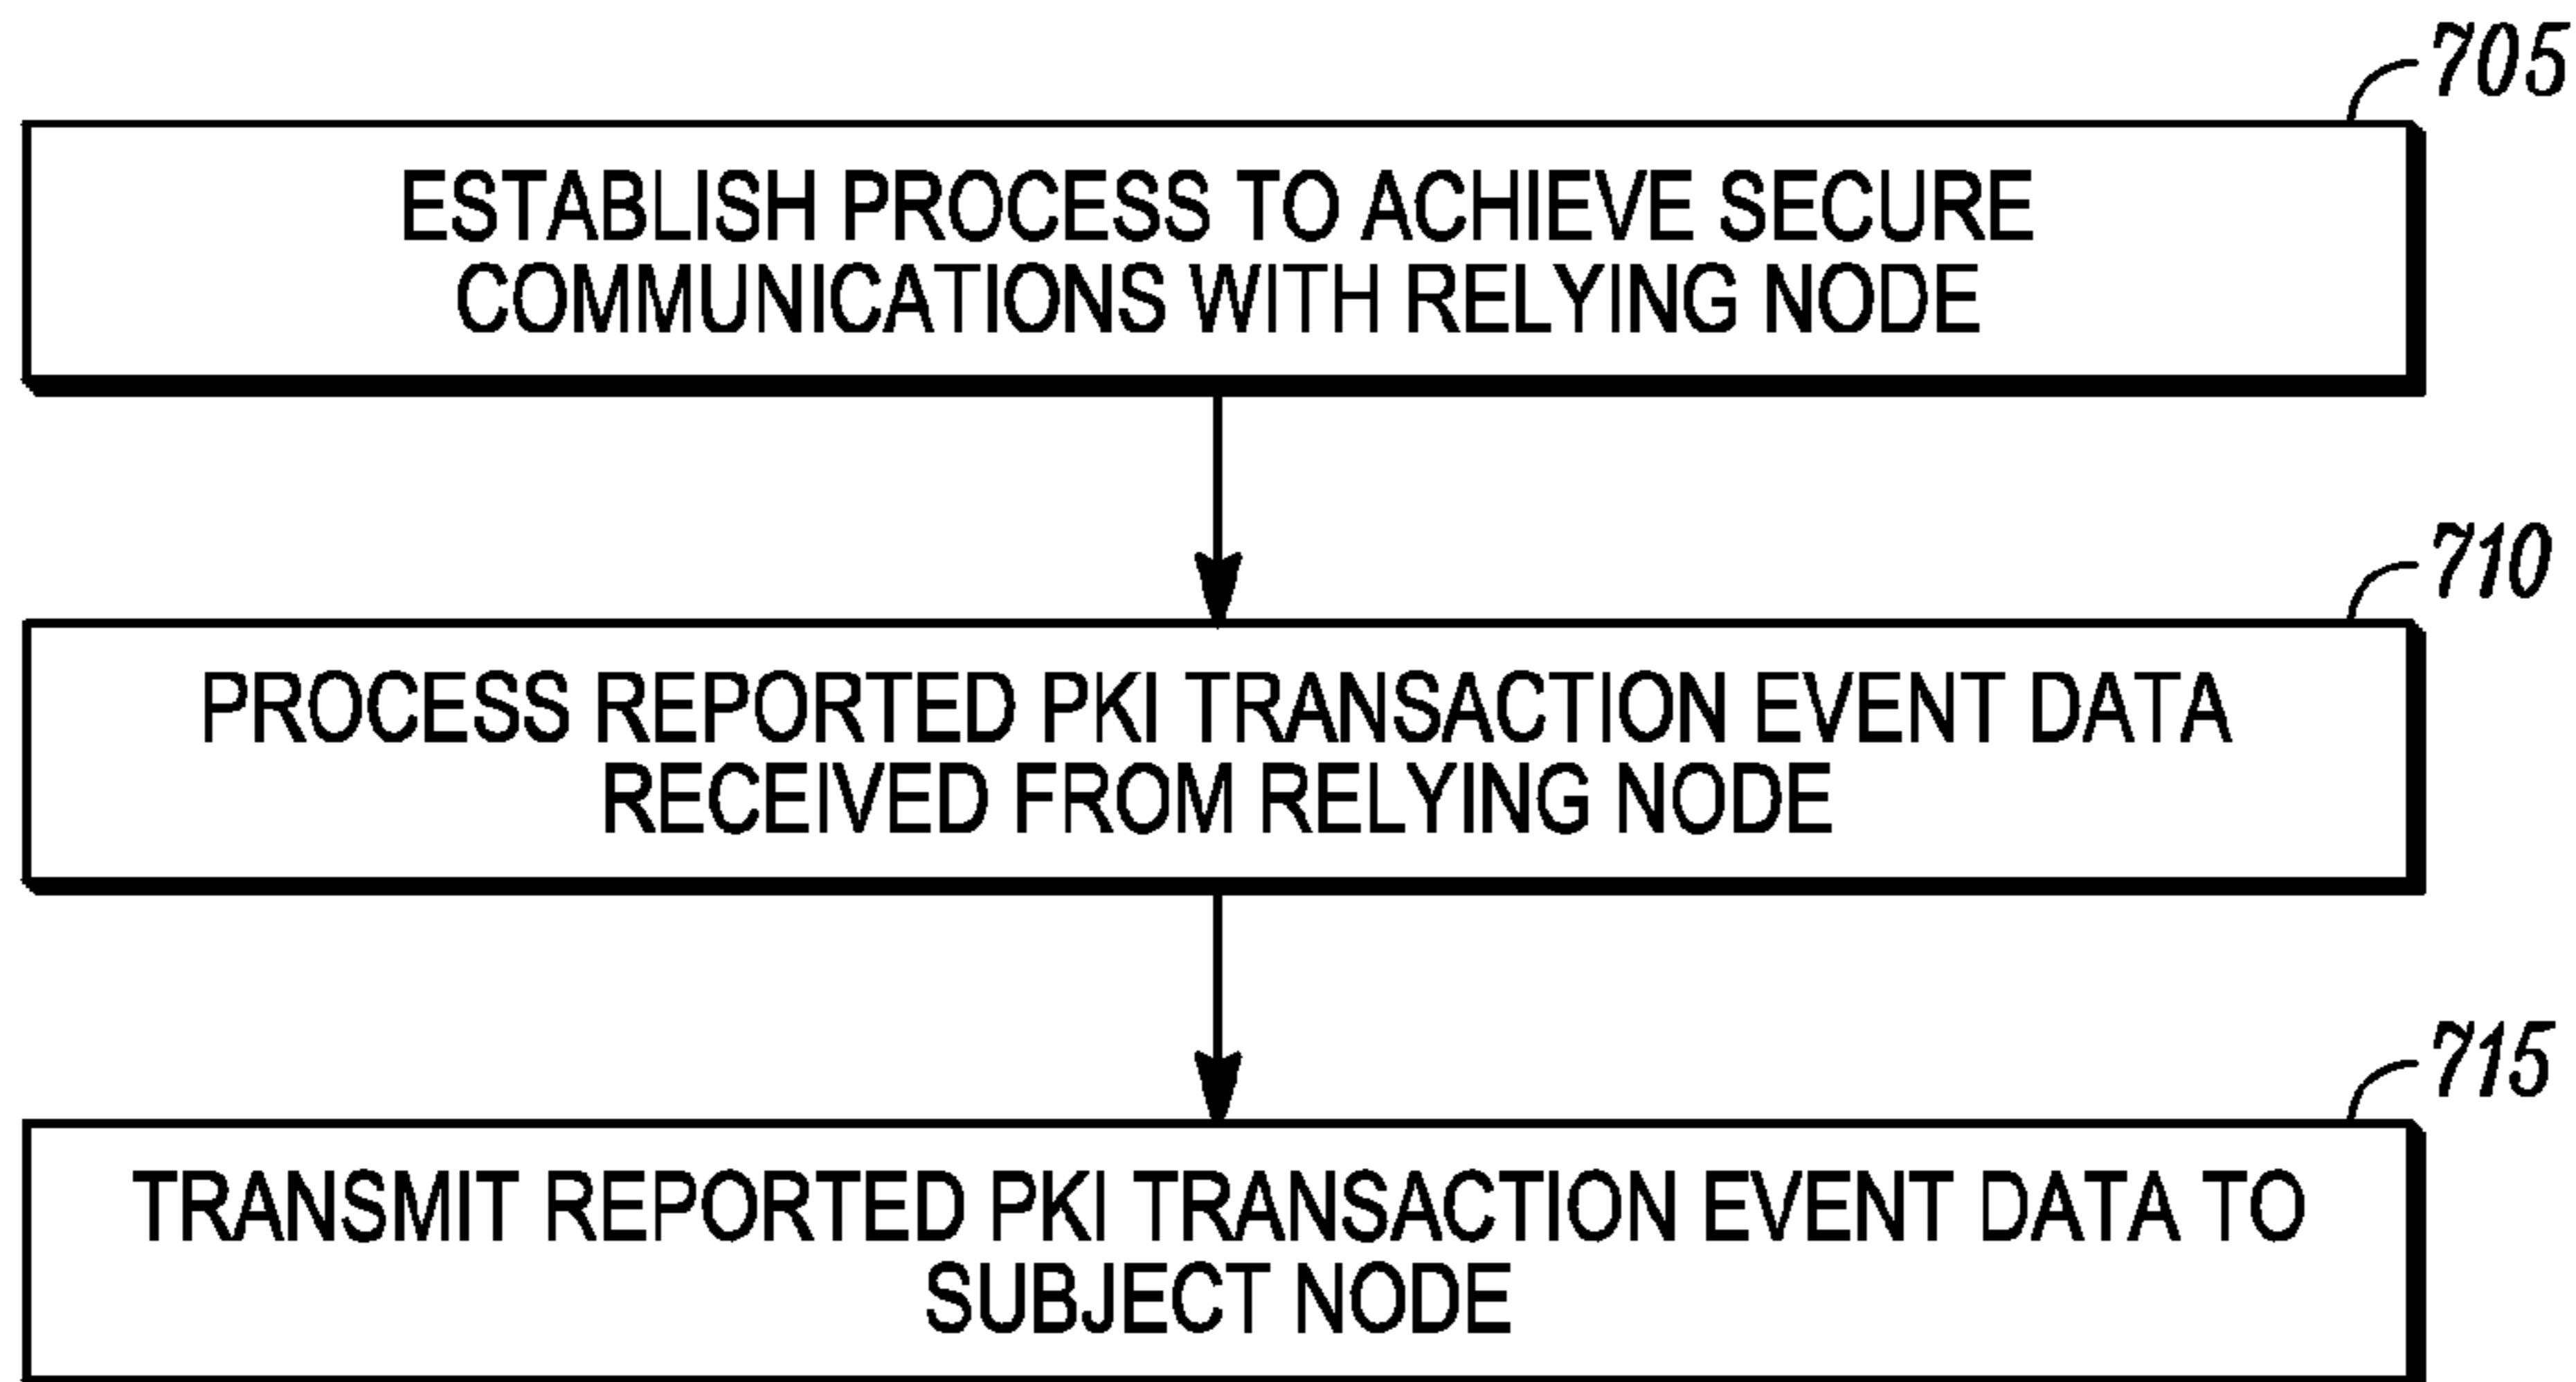 705
ESTABLISH PROCESS TO ACHIEVE SECURE
COMMUNICATIONS WITH RELYING NODE
710
PROCESS REPORTED PKI TRANSACTION EVENT DATA
RECEIVED FROM RELYING NODE
715
TRANSMIT REPORTED PKI TRANSACTION EVENT DATA TO
SUBJECT NODE